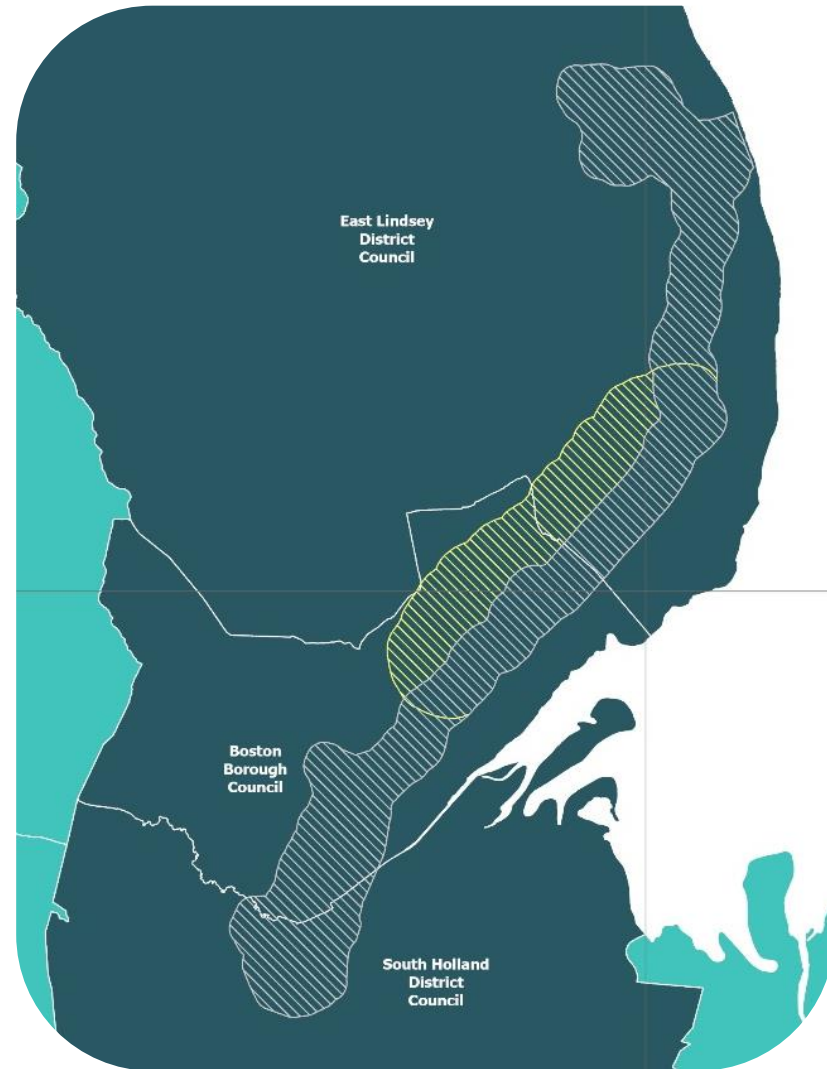 East Lindsey
District
Council
Boston
Borough
Council
South Holland
District
Council